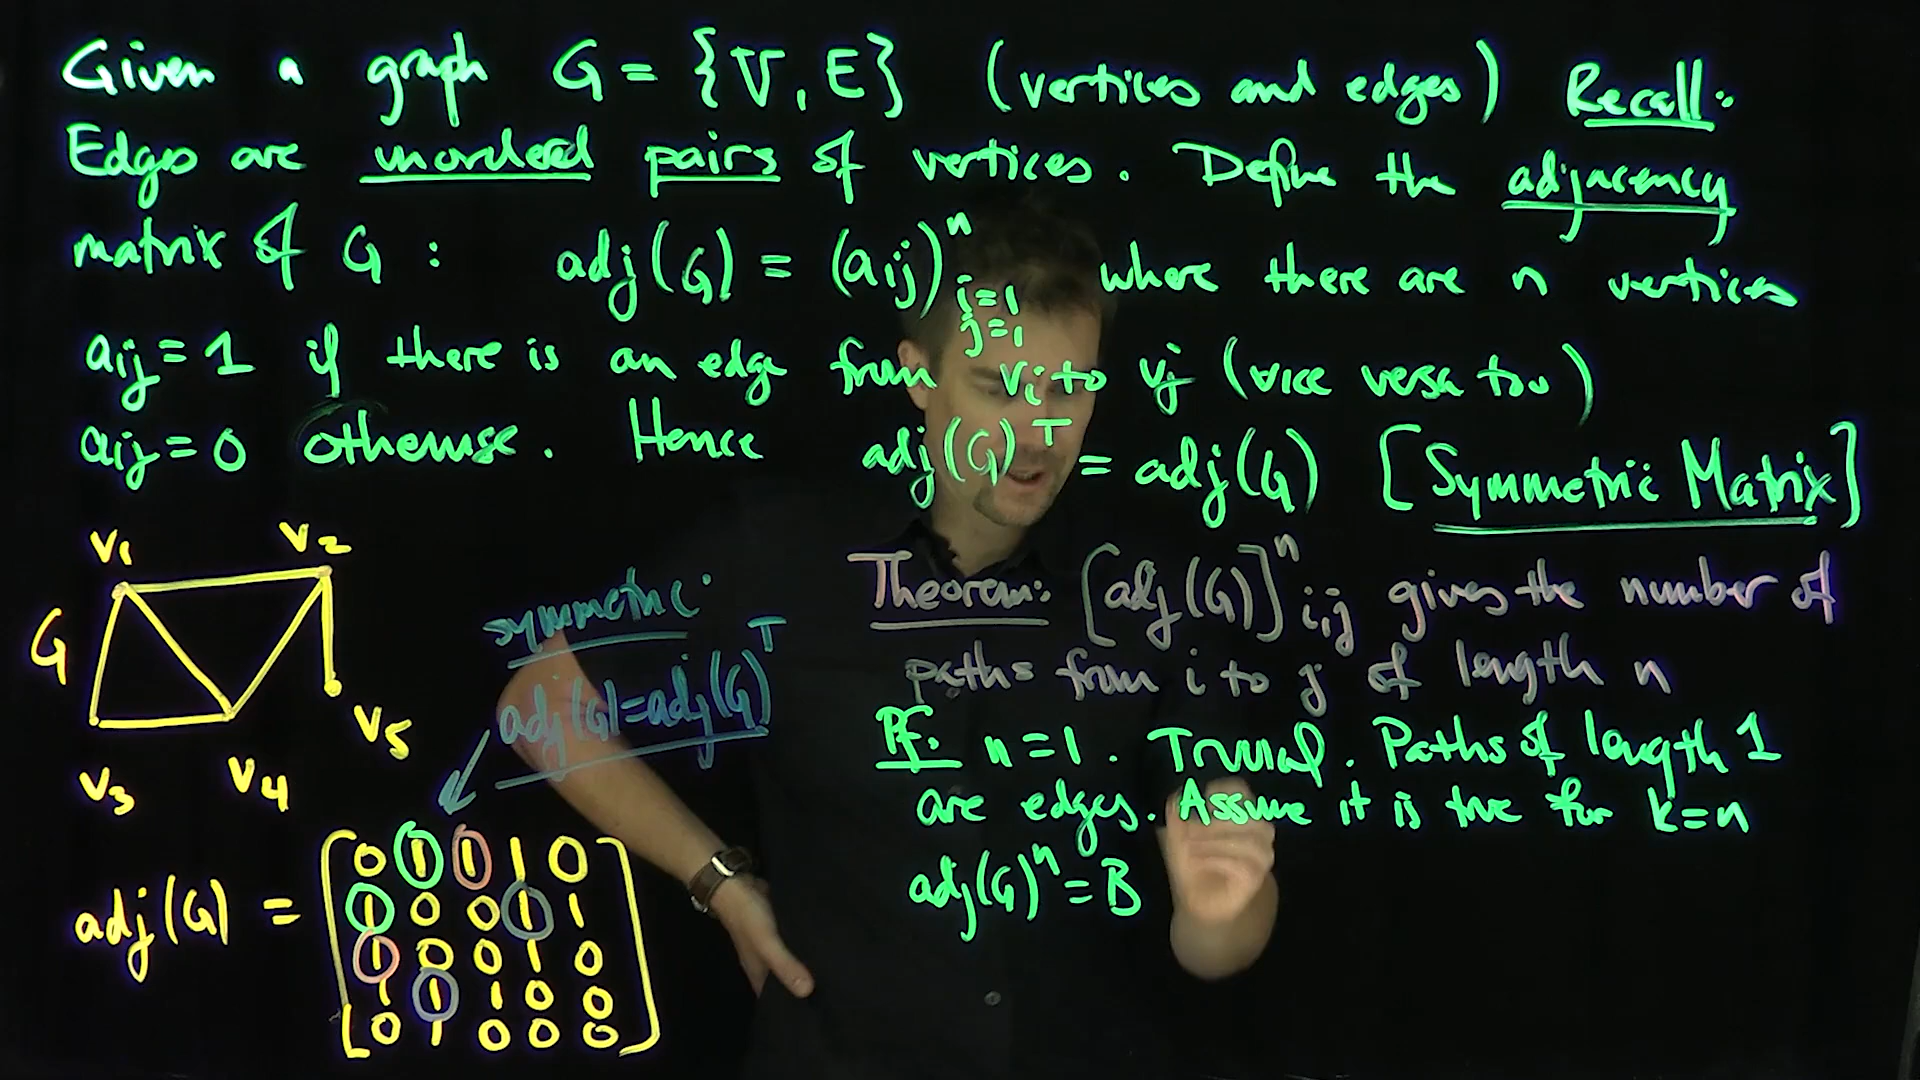 Given a graph G = {V, E} (vertices and edges) Recall:
Edges are unordered pairs of vertices. Define the adjacency
matrix of G: adj(G) = (aij)^n i=1 j=1 where there are n vertices
aij = 1 if there is an edge from vi to vj (vice versa too)
aij = 0 otherwise. Hence adj(G)^T = adj(G) [Symmetric Matrix]
v1 v2
G
v3 v4 v5
symmetric:
adj(G)=adj(G)^T
adj(G) =
0 1 1 1 0
1 0 0 1 1
1 0 0 1 0
1 1 1 0 0
0 1 0 0 0
Theorem: [adj(G)]^n i,j gives the number of
paths from i to j of length n
Pf. n=1. Trivial. Paths of length 1
are edges. Assume it is true for k=n
adj(G)^n = B